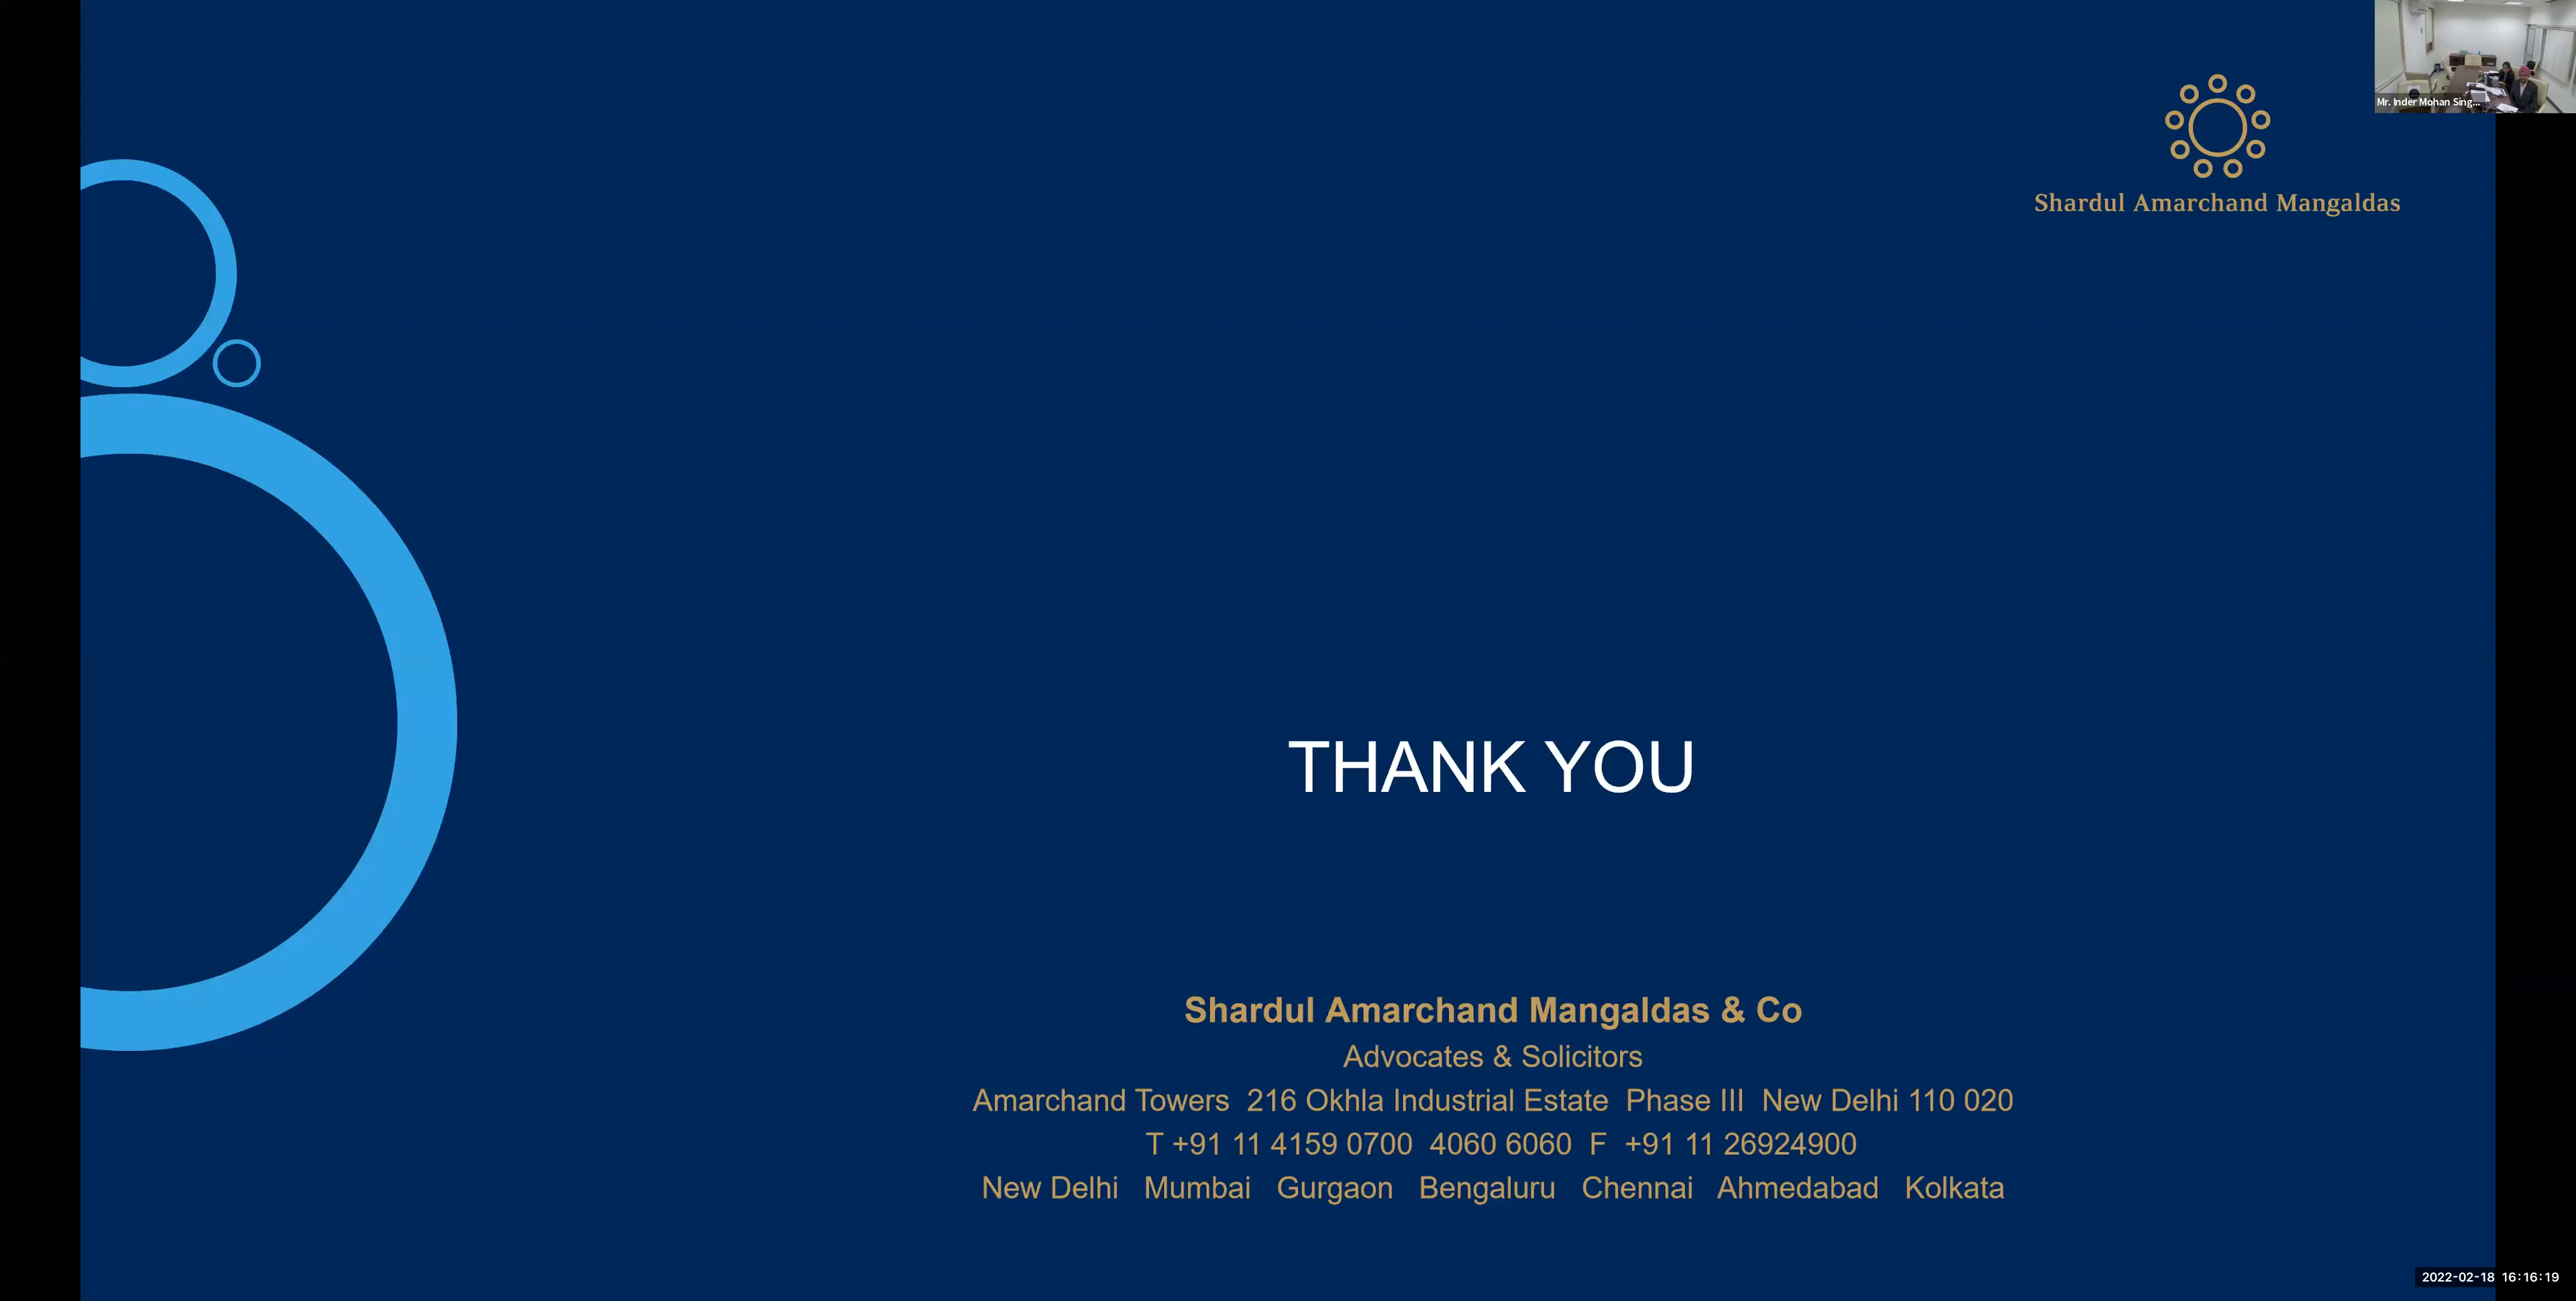 Mr. Inder Mohan Sing...
Shardul Amarchand Mangaldas
THANK YOU
Shardul Amarchand Mangaldas & Co
Advocates & Solicitors
Amarchand Towers 216 Okhla Industrial Estate Phase III New Delhi 110 020
T +91 11 4159 0700 4060 6060 F +91 11 26924900
New Delhi Mumbai Gurgaon Bengaluru Chennai Ahmedabad Kolkata
2022-02-18 16:16:19